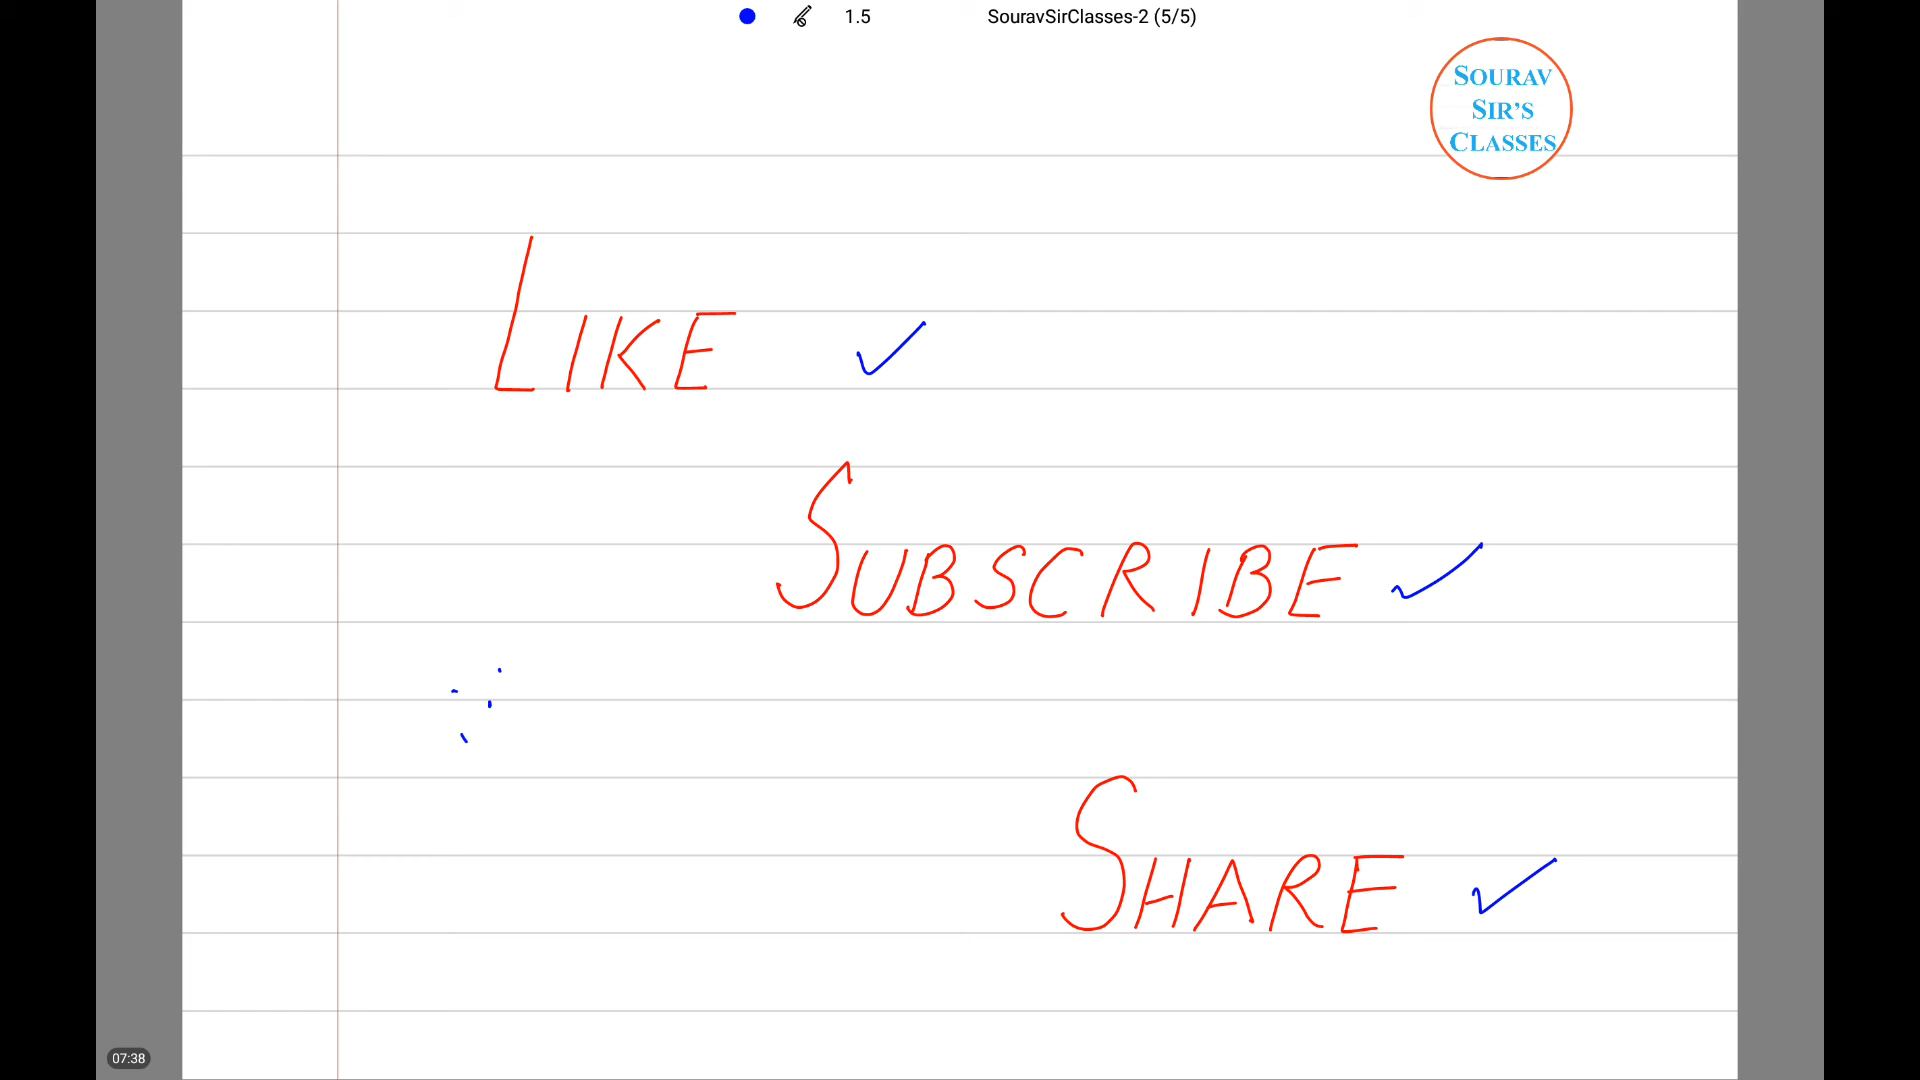 1.5 SouravSirClasses-2 (5/5)
SOURAV
SIR'S
CLASSES
LIKE ✓
SUBSCRIBE ✓
SHARE ✓
07:38